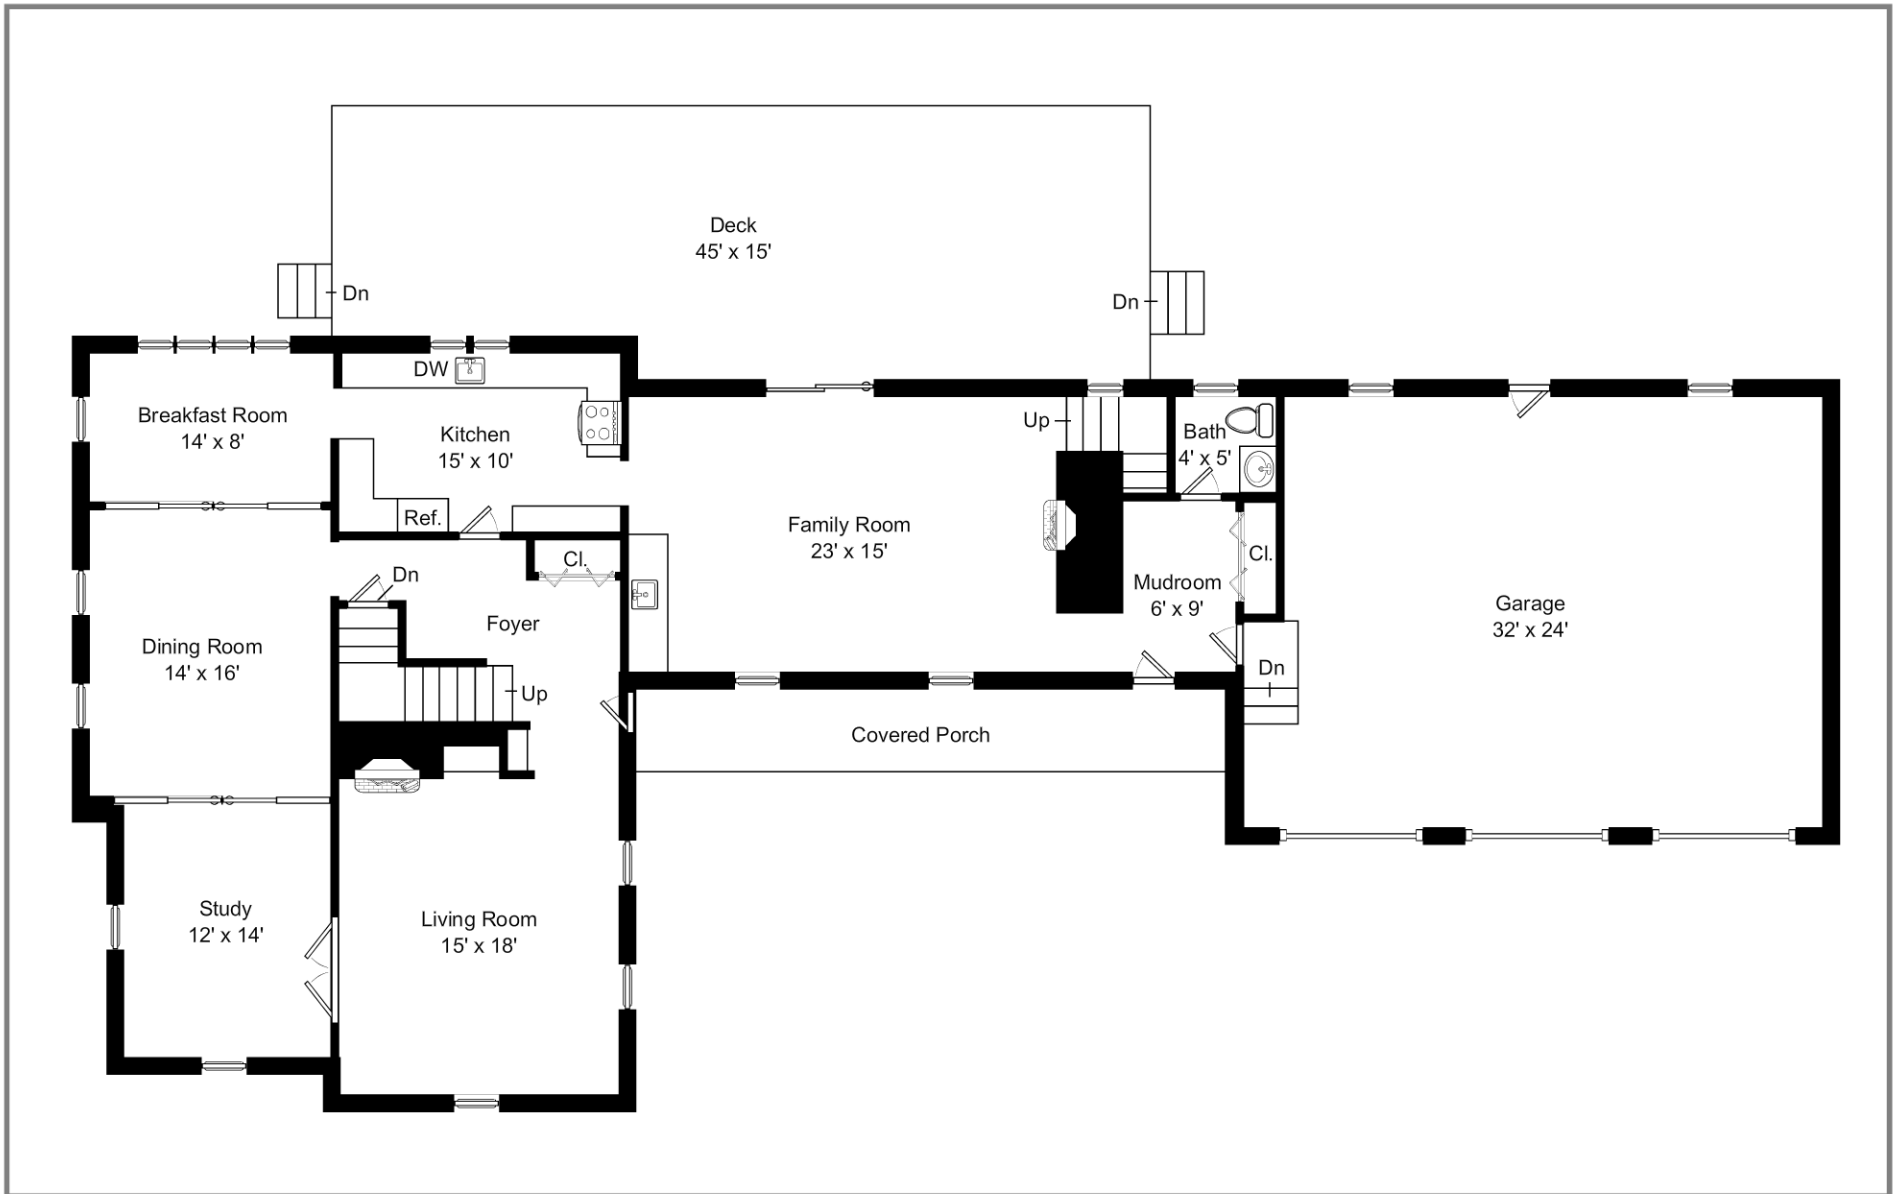 Deck
45' x 15'
Dn
Dn
DW
Breakfast Room
14' x 8'
Kitchen
15' x 10'
Up
Bath
4' x 5'
Ref.
Family Room
23' x 15'
Cl.
Cl.
Dn
Mudroom
6' x 9'
Foyer
Garage
32' x 24'
Dining Room
14' x 16'
Dn
Up
Covered Porch
Study
12' x 14'
Living Room
15' x 18'